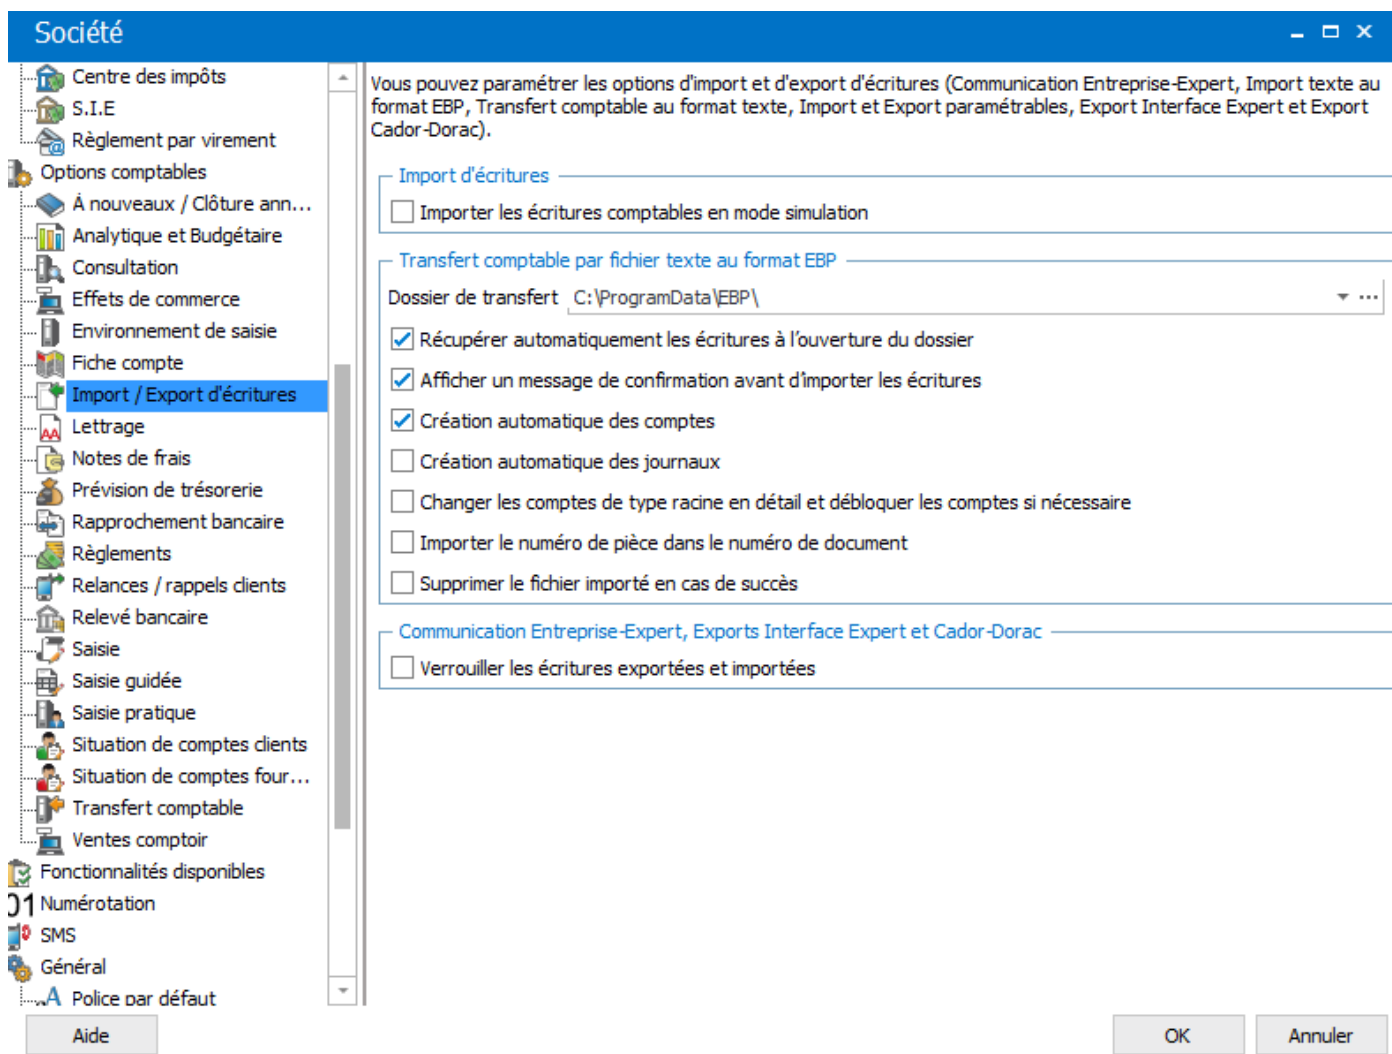 Société
Centre des impôts
S.I.E
Règlement par virement
Options comptables
À nouveaux / Clôture ann...
Analytique et Budgétaire
Consultation
Effets de commerce
Environnement de saisie
Fiche compte
Import / Export d'écritures
Lettrage
Notes de frais
Prévision de trésorerie
Rapprochement bancaire
Règlements
Relances / rappels clients
Relevé bancaire
Saisie
Saisie guidée
Saisie pratique
Situation de comptes clients
Situation de comptes four...
Transfert comptable
Ventes comptoir
Fonctionnalités disponibles
01 Numérotation
SMS
Général
A Police par défaut
Vous pouvez paramétrer les options d'import et d'export d'écritures (Communication Entreprise-Expert, Import texte au
format EBP, Transfert comptable au format texte, Import et Export paramétrables, Export Interface Expert et Export
Cador-Dorac).
Import d'écritures
Importer les écritures comptables en mode simulation
Transfert comptable par fichier texte au format EBP
Dossier de transfert C:\ProgramData\EBP\ ...
Récupérer automatiquement les écritures à l'ouverture du dossier
Afficher un message de confirmation avant d'importer les écritures
Création automatique des comptes
Création automatique des journaux
Changer les comptes de type racine en détail et débloquer les comptes si nécessaire
Importer le numéro de pièce dans le numéro de document
Supprimer le fichier importé en cas de succès
Communication Entreprise-Expert, Exports Interface Expert et Cador-Dorac
Verrouiller les écritures exportées et importées
Aide
OK
Annuler